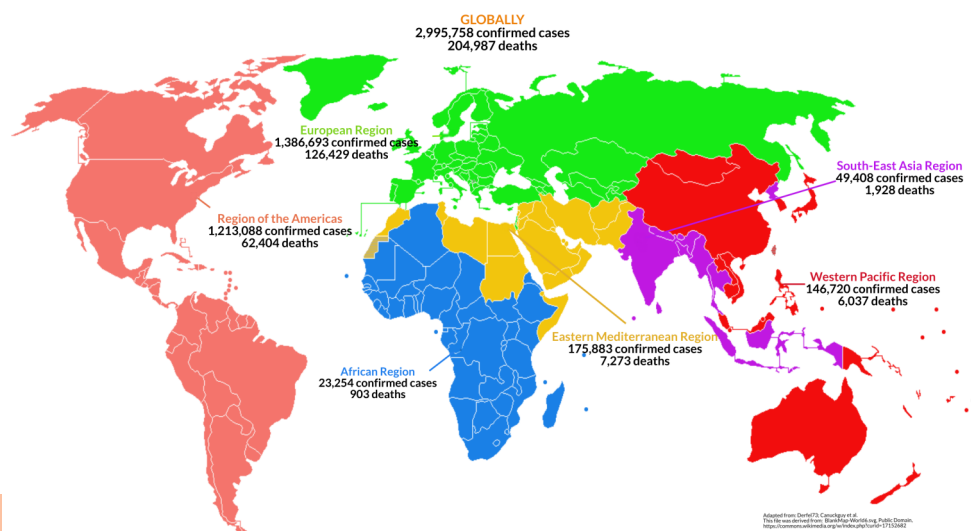 GLOBALLY
2,995,758 confirmed cases
204,987 deaths
European Region
1,386,693 confirmed cases
126,429 deaths
South-East Asia Region
49,408 confirmed cases
1,928 deaths
Region of the Americas
1,213,088 confirmed cases
62,404 deaths
Western Pacific Region
146,720 confirmed cases
6,037 deaths
Eastern Mediterranean Region
175,883 confirmed cases
7,273 deaths
African Region
23,254 confirmed cases
903 deaths
Adapted from: Derfel73; Canuckguy et al.
This file was derived from: BlankMap-World6.svg, Public Domain,
https://commons.wikimedia.org/w/index.php?curid=17152682